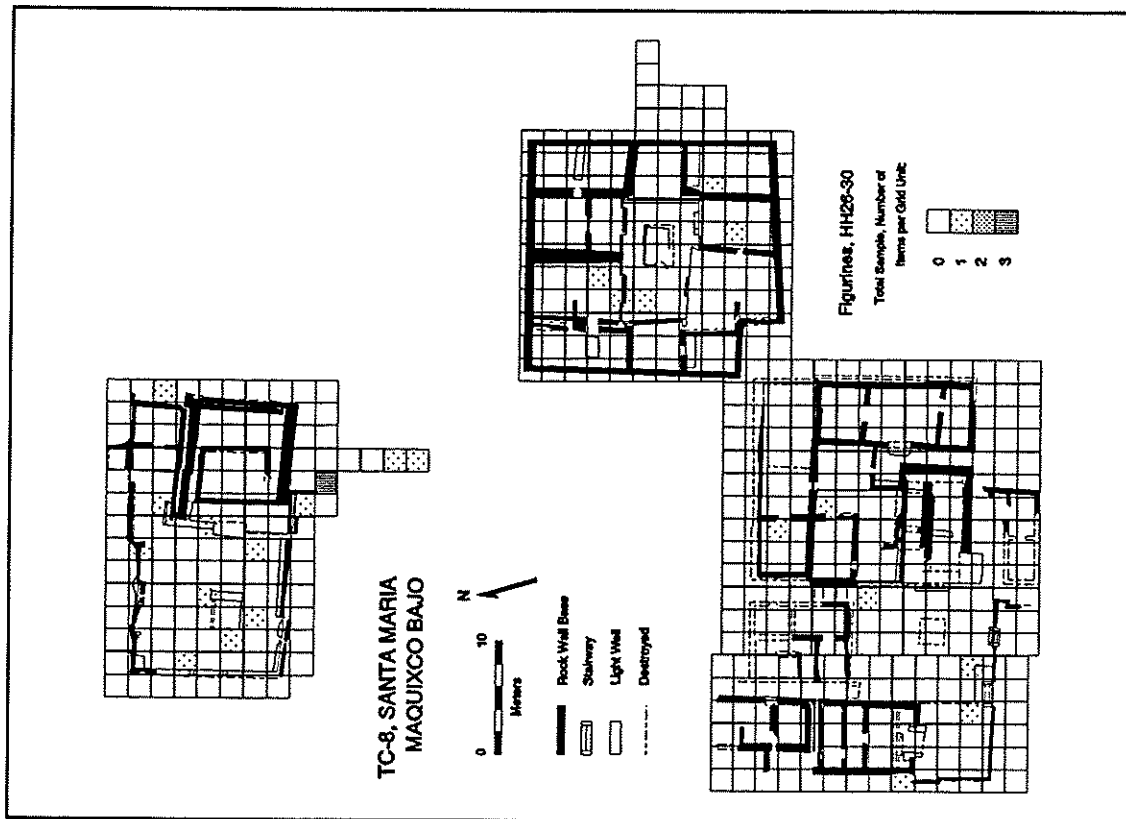 TC-8, SANTA MARIA
MAQUIXCO BAJO
N
0 10
Meters
Rock Wall Base
Stairway
Light Well
Destroyed
Figurines, HH26-30
Total Sample, Number of
Items per Grid Unit:
0
1
2
3